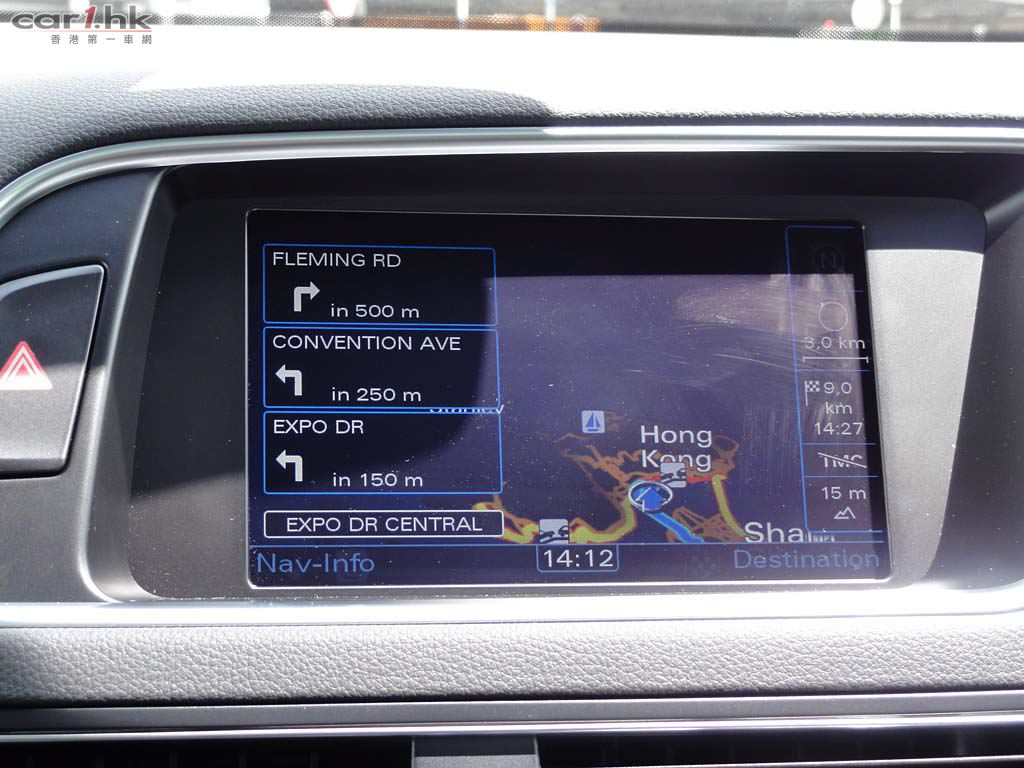 car1.hk
香港第一車網
FLEMING RD
in 500 m
CONVENTION AVE
in 250 m
EXPO DR
in 150 m
EXPO DR CENTRAL
Nav-Info
14:12
Destination
Stanley
Hong
Kong
Sha
N
3,0 km
9,0
km
14:27
TMC
15 m